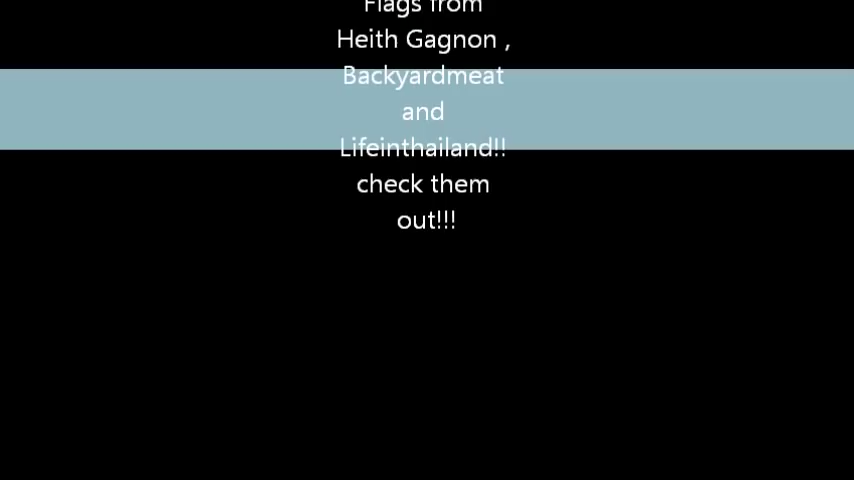 Flags from
Heith Gagnon ,
Backyardmeat
and
Lifeinthailand!!
check them
out!!!